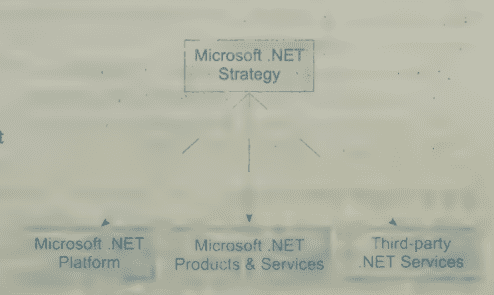 Microsoft .NET
Strategy
t
Microsoft .NET
Platform
Microsoft .NET
Products & Services
Third-party
.NET Services